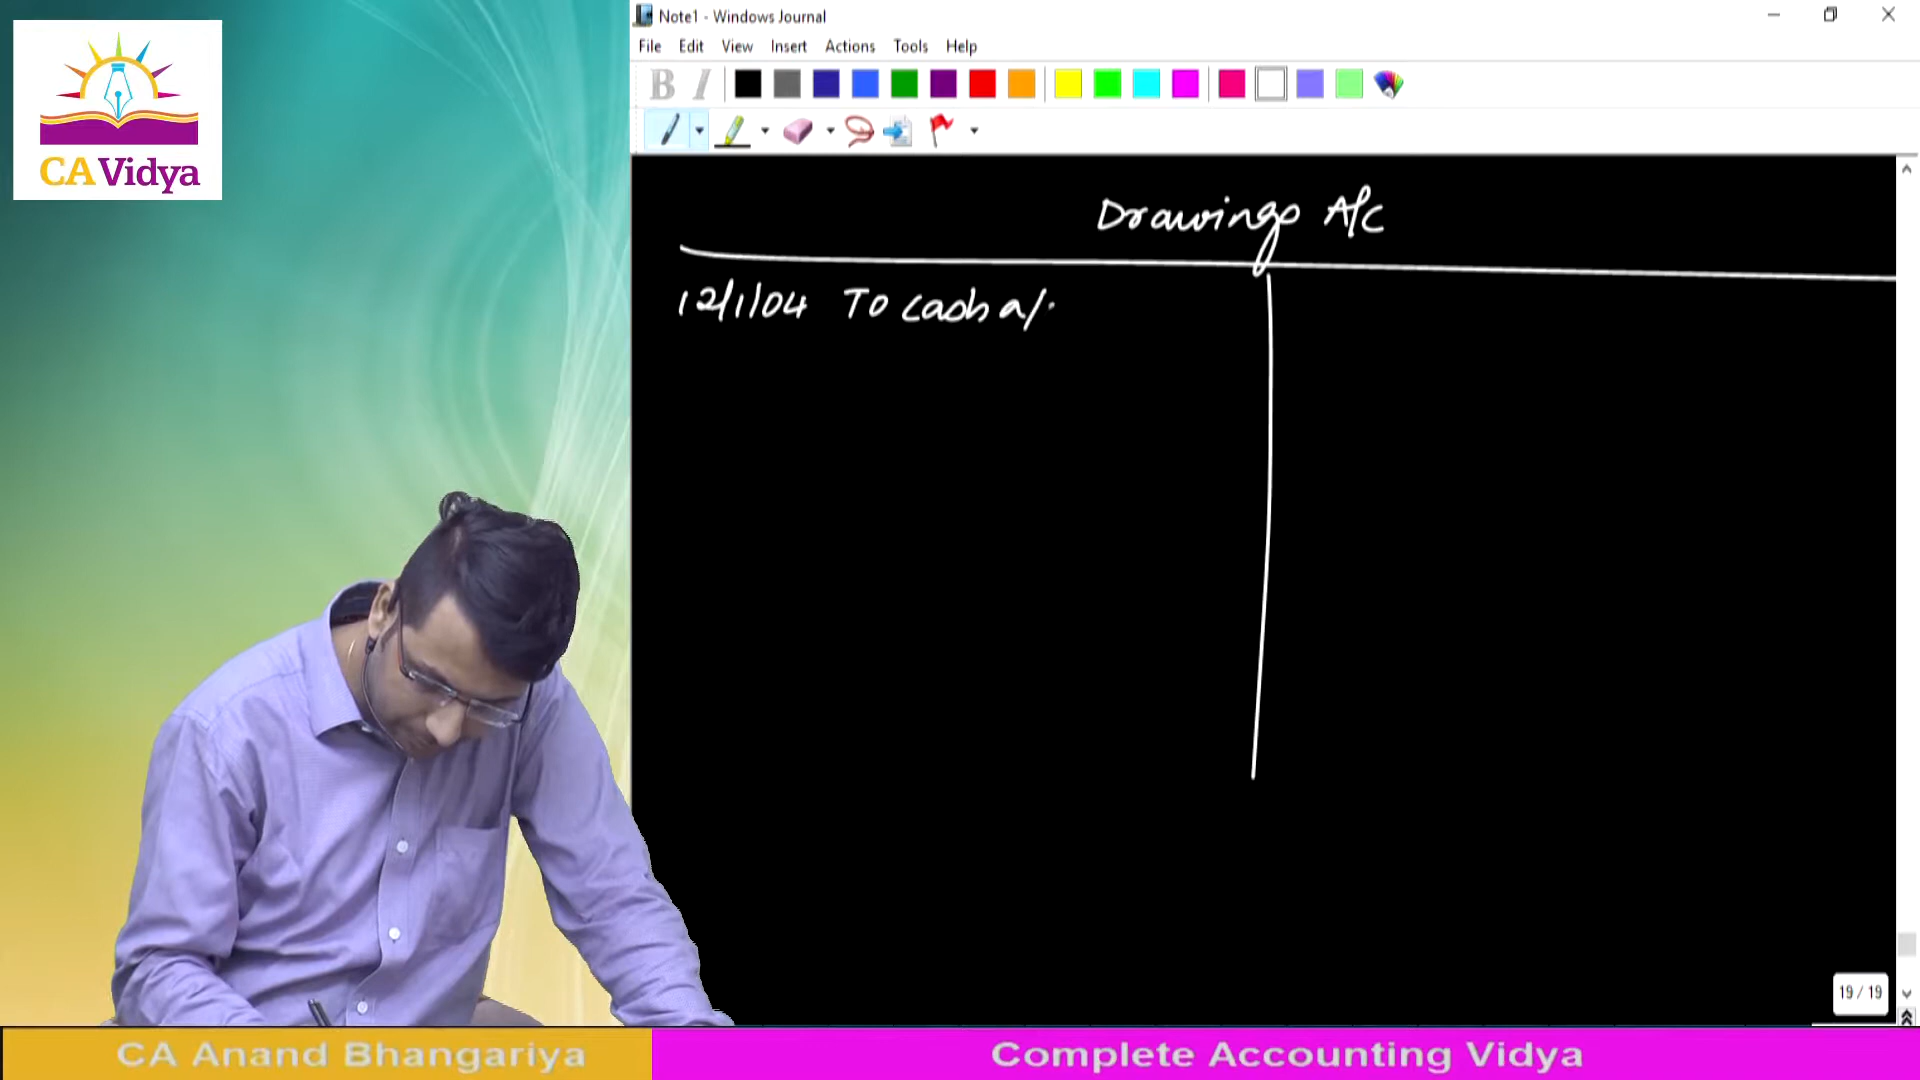 CA Vidya
Note1 - Windows Journal
File Edit View Insert Actions Tools Help
B I
Drawings A/C
12/1/04 To cash a/
19 / 19
CA Anand Bhangariya
Complete Accounting Vidya